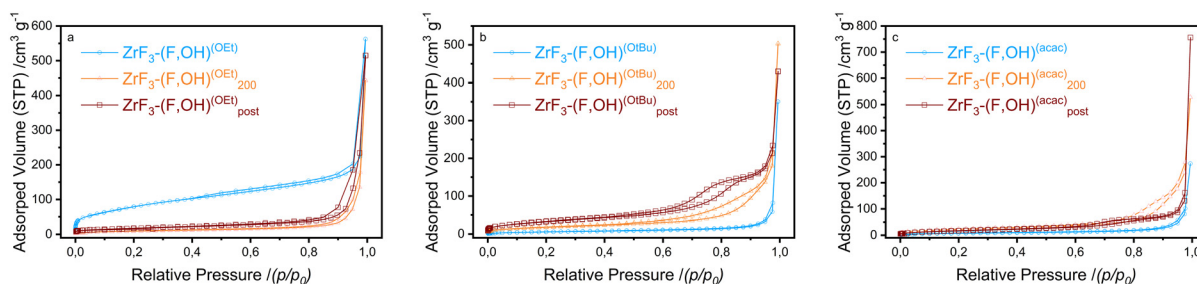 a
ZrF₃-(F,OH)⁽ᴼᴱᵗ⁾
ZrF₃-(F,OH)⁽ᴼᴱᵗ⁾₂₀₀
ZrF₃-(F,OH)⁽ᴼᴱᵗ⁾post
Adsorped Volume (STP) /cm³ g⁻¹
600
500
400
300
200
100
0
0,0 0,2 0,4 0,6 0,8 1,0
Relative Pressure /(p/p₀)
b
ZrF₃-(F,OH)⁽ᴼᵗᴮᵘ⁾
ZrF₃-(F,OH)⁽ᴼᵗᴮᵘ⁾₂₀₀
ZrF₃-(F,OH)⁽ᴼᵗᴮᵘ⁾post
Adsorped Volume (STP) /cm³ g⁻¹
500
400
300
200
100
0
0,0 0,2 0,4 0,6 0,8 1,0
Relative Pressure /(p/p₀)
c
ZrF₃-(F,OH)⁽ᵃᶜᵃᶜ⁾
ZrF₃-(F,OH)⁽ᵃᶜᵃᶜ⁾₂₀₀
ZrF₃-(F,OH)⁽ᵃᶜᵃᶜ⁾post
Adsorped Volume (STP) /cm³ g⁻¹
800
700
600
500
400
300
200
100
0
0,0 0,2 0,4 0,6 0,8 1,0
Relative Pressure /(p/p₀)